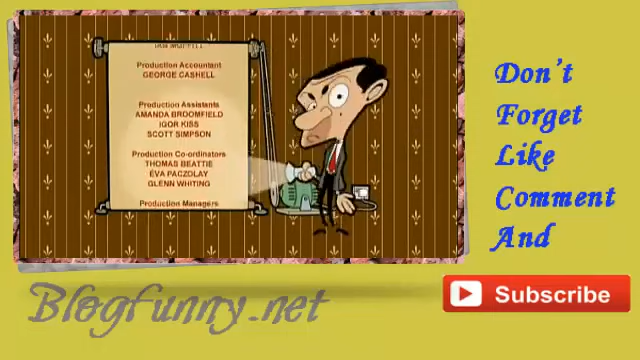 Production Accountant
GEORGE CASHELL
Production Assistants
AMANDA BROOMFIELD
IGOR KISS
SCOTT SIMPSON
Production Co-ordinators
THOMAS BEATTIE
ÉVA PACZOLAY
GLENN WHITING
Production Managers
Don't
Forget
Like
Comment
And
Subscribe
Blogfunny.net